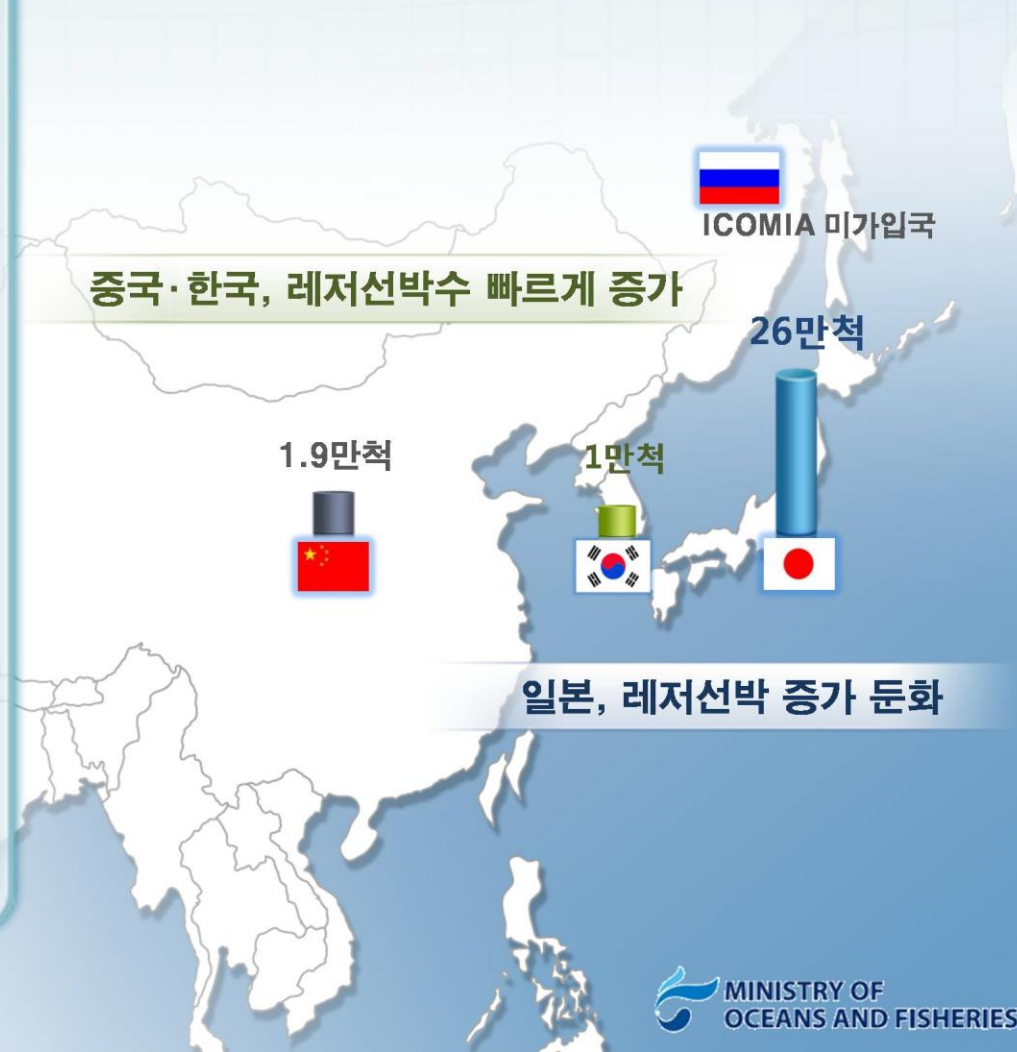 ICOMIA 미가입국
중국·한국, 레저선박수 빠르게 증가
26만척
1.9만척
1만척
일본, 레저선박 증가 둔화
MINISTRY OF
OCEANS AND FISHERIES